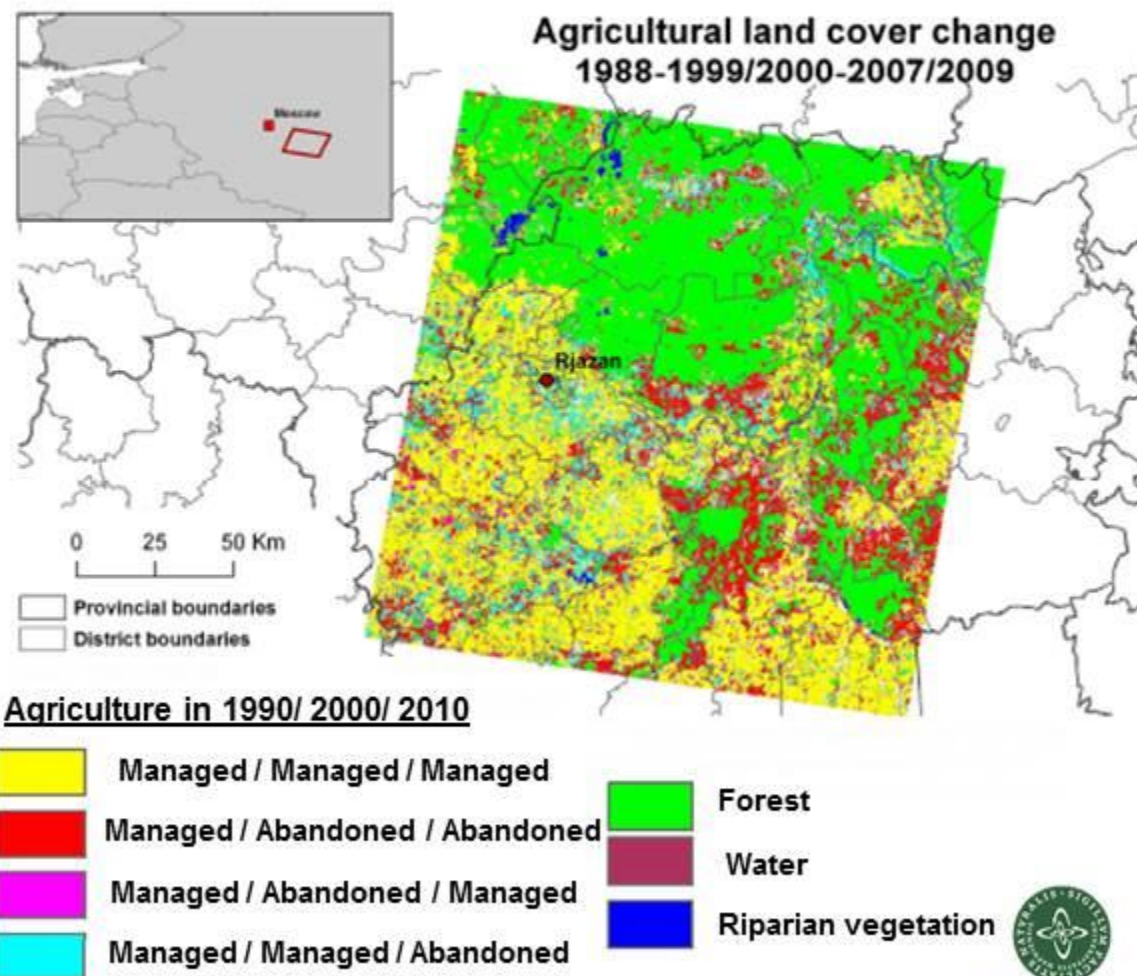 Agricultural land cover change
1988-1999/2000-2007/2009
Moscow
Rjazan
0 25 50 Km
Provincial boundaries
District boundaries
Agriculture in 1990/ 2000/ 2010
Managed / Managed / Managed
Managed / Abandoned / Abandoned
Managed / Abandoned / Managed
Managed / Managed / Abandoned
Forest
Water
Riparian vegetation